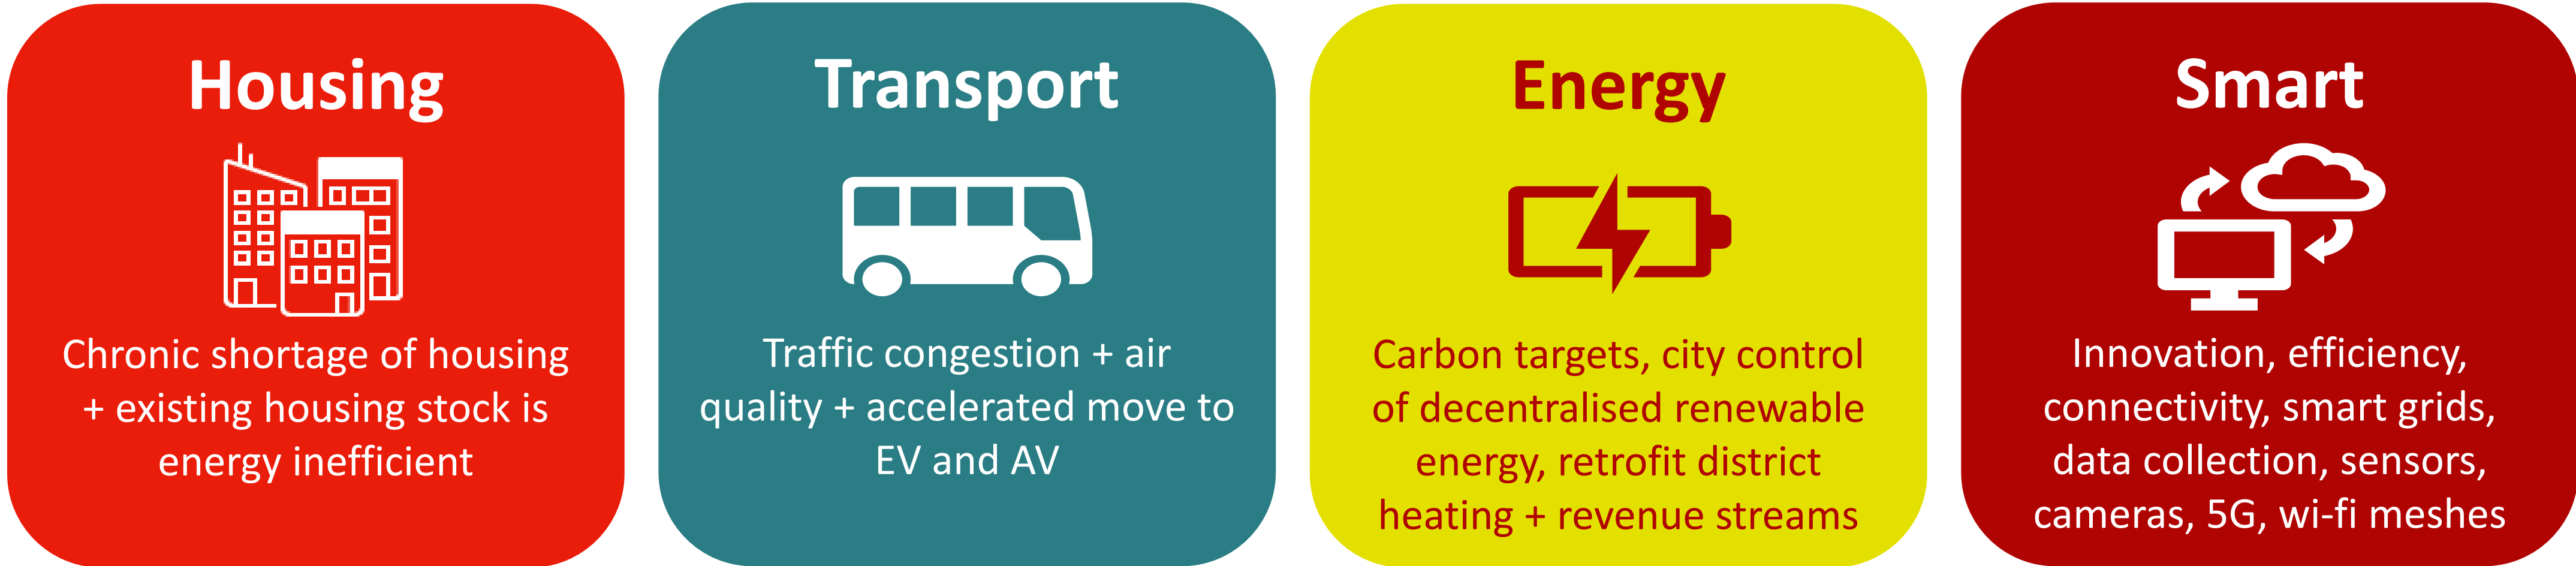 Housing
Chronic shortage of housing
+ existing housing stock is
energy inefficient
Transport
Traffic congestion + air
quality + accelerated move to
EV and AV
Energy
Carbon targets, city control
of decentralised renewable
energy, retrofit district
heating + revenue streams
Smart
Innovation, efficiency,
connectivity, smart grids,
data collection, sensors,
cameras, 5G, wi-fi meshes